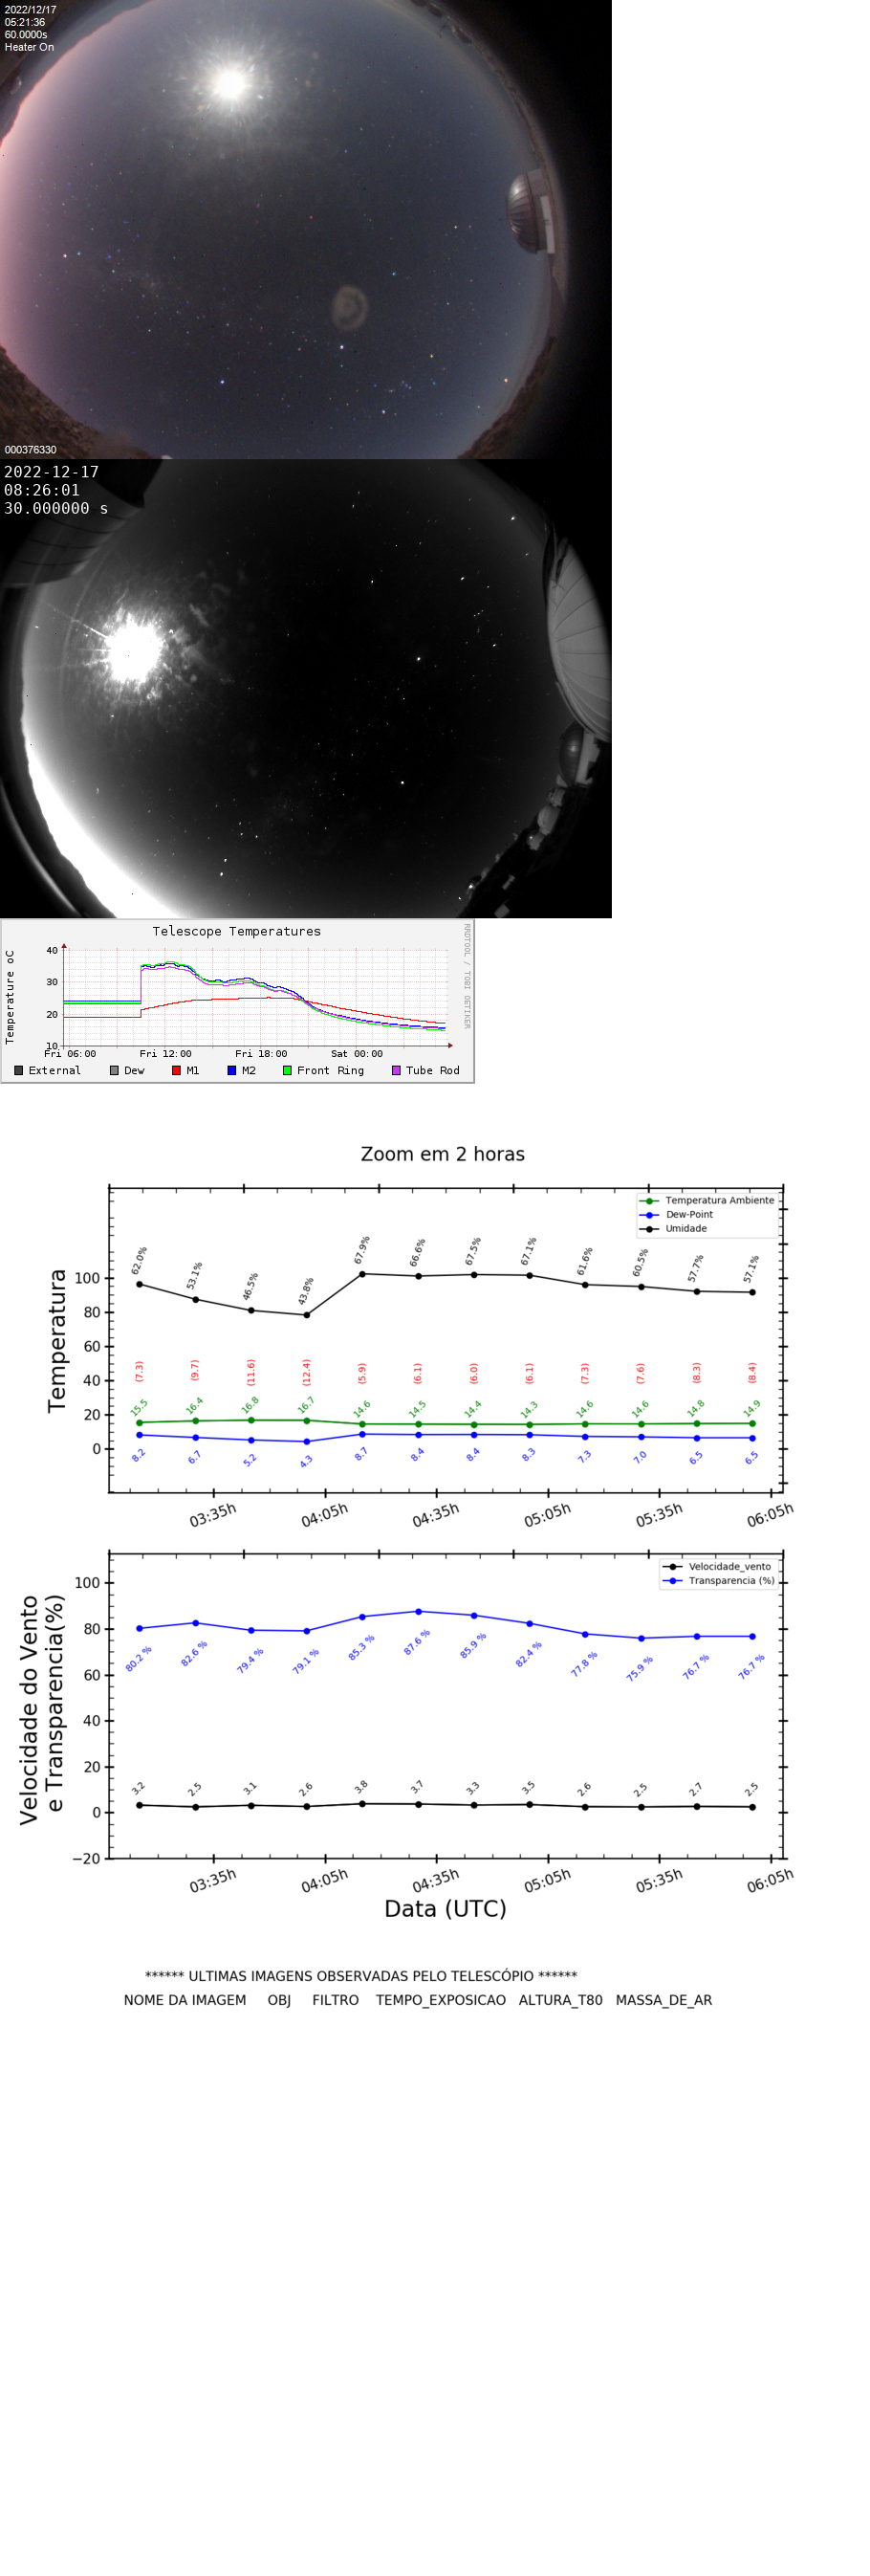 2022/12/17
05:21:36
60.0000s
Heater On
000376330
2022-12-17
08:26:01
30.000000 s
Telescope Temperatures
RRDTOOL / TOBI OETIKER
Temperature oC
40
30
20
10
Fri 06:00 Fri 12:00 Fri 18:00 Sat 00:00
External Dew M1 M2 Front Ring Tube Rod
Zoom em 2 horas
Temperatura Ambiente
Dew-Point
Umidade
Temperatura
100
80
60
40
20
0
62.0% 53.1% 46.5% 43.8% 67.9% 66.6% 67.5% 67.1% 61.6% 60.5% 57.7% 57.1%
(7.3) (9.7) (11.6) (12.4) (5.9) (6.1) (6.0) (6.1) (7.3) (7.6) (8.3) (8.4)
15.5 16.4 16.8 16.7 14.6 14.5 14.4 14.3 14.6 14.6 14.8 14.9
8.2 6.7 5.2 4.3 8.7 8.4 8.4 8.3 7.3 7.0 6.5 6.5
03:35h 04:05h 04:35h 05:05h 05:35h 06:05h
Velocidade_vento
Transparencia (%)
Velocidade do Vento
e Transparencia(%)
100
80
60
40
20
0
−20
80.2 % 82.6 % 79.4 % 79.1 % 85.3 % 87.6 % 85.9 % 82.4 % 77.8 % 75.9 % 76.7 % 76.7 %
3.2 2.5 3.1 2.6 3.8 3.7 3.3 3.5 2.6 2.5 2.7 2.5
03:35h 04:05h 04:35h 05:05h 05:35h 06:05h
Data (UTC)
****** ULTIMAS IMAGENS OBSERVADAS PELO TELESCÓPIO ******
NOME DA IMAGEM OBJ FILTRO TEMPO_EXPOSICAO ALTURA_T80 MASSA_DE_AR